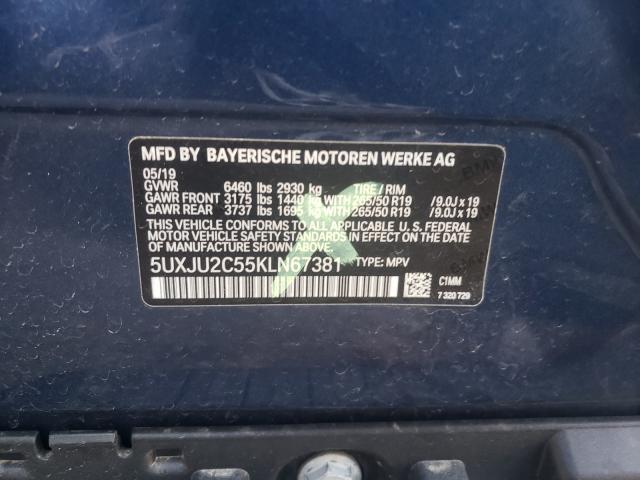 MFD BY BAYERISCHE MOTOREN WERKE AG
05/19
GVWR 6460 lbs 2930 kg TIRE / RIM
GAWR FRONT 3175 lbs 1440 kg WITH 265/50 R19 /9.0J x 19
GAWR REAR 3737 lbs 1695 kg WITH 265/50 R19 /9.0J x 19
THIS VEHICLE CONFORMS TO ALL APPLICABLE U. S. FEDERAL
MOTOR VEHICLE SAFETY STANDARDS IN EFFECT ON THE DATE OF
MANUFACTURE SHOWN ABOVE.
5UXJU2C55KLN67381 TYPE: MPV
C1MM
7 320 729
BMW
BMW